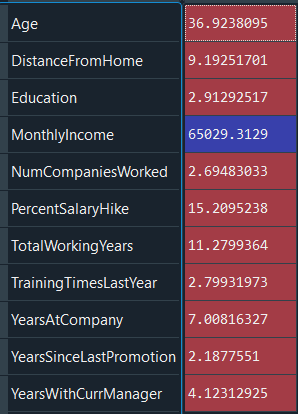 Age 36.9238095
DistanceFromHome 9.19251701
Education 2.91292517
MonthlyIncome 65029.3129
NumCompaniesWorked 2.69483033
PercentSalaryHike 15.2095238
TotalWorkingYears 11.2799364
TrainingTimesLastYear 2.79931973
YearsAtCompany 7.00816327
YearsSinceLastPromotion 2.1877551
YearsWithCurrManager 4.12312925